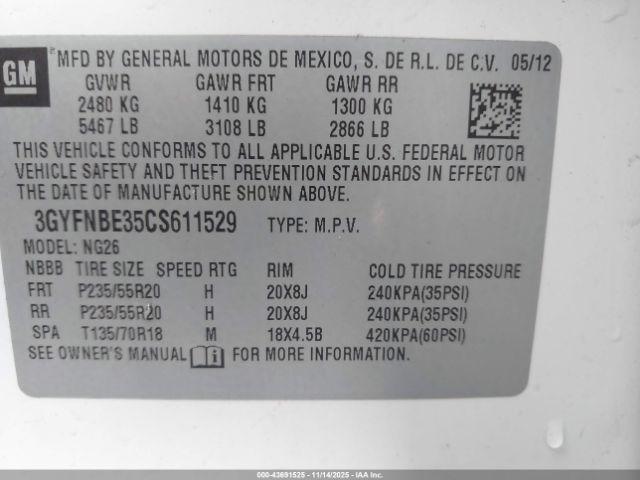 GM
MFD BY GENERAL MOTORS DE MEXICO, S. DE R.L. DE C.V. 05/12
GVWR GAWR FRT GAWR RR
2480 KG 1410 KG 1300 KG
5467 LB 3108 LB 2866 LB
THIS VEHICLE CONFORMS TO ALL APPLICABLE U.S. FEDERAL MOTOR
VEHICLE SAFETY AND THEFT PREVENTION STANDARDS IN EFFECT ON
THE DATE OF MANUFACTURE SHOWN ABOVE.
3GYFNBE35CS611529 TYPE: M.P.V.
MODEL: NG26
NBBB TIRE SIZE SPEED RTG RIM COLD TIRE PRESSURE
FRT P235/55R20 H 20X8J 240KPA(35PSI)
RR P235/55R20 H 20X8J 240KPA(35PSI)
SPA T135/70R18 M 18X4.5B 420KPA(60PSI)
SEE OWNER'S MANUAL FOR MORE INFORMATION.
000-43691525 - 11/14/2025 - IAA Inc.